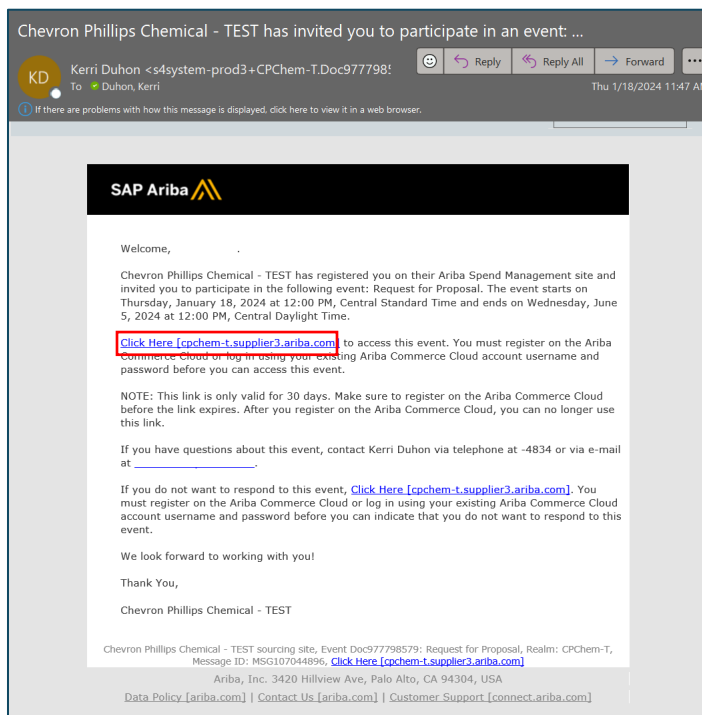 Chevron Phillips Chemical - TEST has invited you to participate in an event: ...
KD
Kerri Duhon <s4system-prod3+CPChem-T.Doc977798
Reply
Reply All
Forward
To Duhon, Kerri
Thu 1/18/2024 11:47 AM
If there are problems with how this message is displayed, click here to view it in a web browser.
SAP Ariba
Welcome, .
Chevron Phillips Chemical - TEST has registered you on their Ariba Spend Management site and
invited you to participate in the following event: Request for Proposal. The event starts on
Thursday, January 18, 2024 at 12:00 PM, Central Standard Time and ends on Wednesday, June
5, 2024 at 12:00 PM, Central Daylight Time.
Click Here [cpchem-t.supplier3.ariba.com] to access this event. You must register on the Ariba
Commerce Cloud or log in using your existing Ariba Commerce Cloud account username and
password before you can access this event.
NOTE: This link is only valid for 30 days. Make sure to register on the Ariba Commerce Cloud
before the link expires. After you register on the Ariba Commerce Cloud, you can no longer use
this link.
If you have questions about this event, contact Kerri Duhon via telephone at -4834 or via e-mail
at .
If you do not want to respond to this event, Click Here [cpchem-t.supplier3.ariba.com]. You
must register on the Ariba Commerce Cloud or log in using your existing Ariba Commerce Cloud
account username and password before you can indicate that you do not want to respond to this
event.
We look forward to working with you!
Thank You,
Chevron Phillips Chemical - TEST
Chevron Phillips Chemical - TEST sourcing site, Event Doc977798579: Request for Proposal, Realm: CPChem-T,
Message ID: MSG107044896, Click Here [cpchem-t.supplier3.ariba.com]
Ariba, Inc. 3420 Hillview Ave, Palo Alto, CA 94304, USA
Data Policy [ariba.com] | Contact Us [ariba.com] | Customer Support [connect.ariba.com]